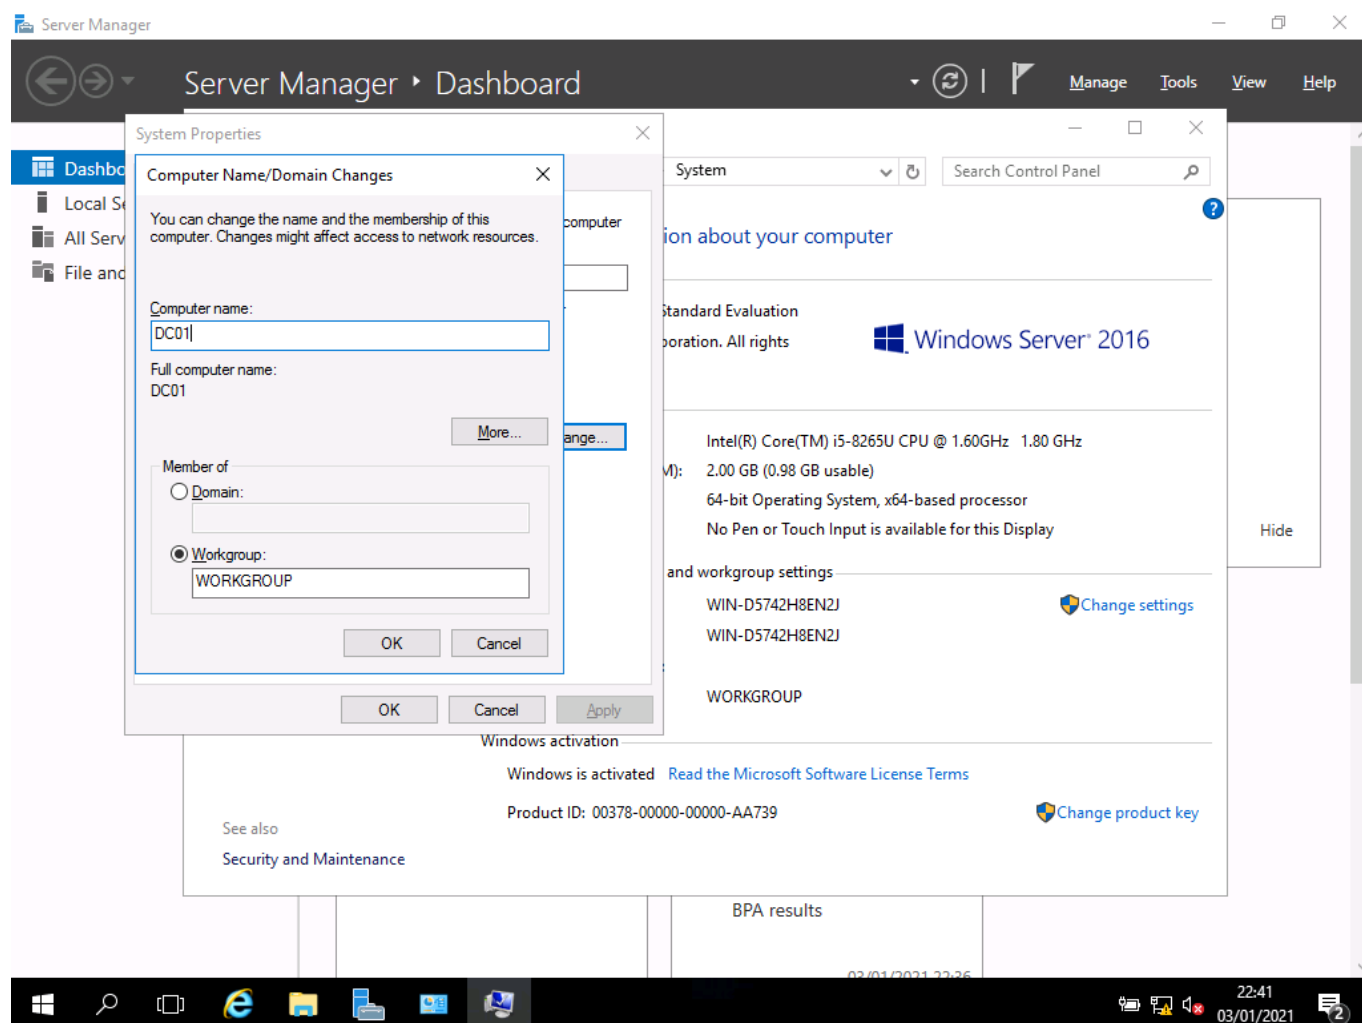 Server Manager
Server Manager ‣ Dashboard
Manage
Tools
View
Help
System Properties
Dashbo
Local Se
All Serv
File and
Computer Name/Domain Changes
You can change the name and the membership of this
computer. Changes might affect access to network resources.
Computer name:
DC01
Full computer name:
DC01
More...
Member of
Domain:
Workgroup:
WORKGROUP
OK
Cancel
computer
ange...
OK
Cancel
Apply
System
Search Control Panel
ion about your computer
Standard Evaluation
poration. All rights
Windows Server® 2016
Intel(R) Core(TM) i5-8265U CPU @ 1.60GHz 1.80 GHz
M):
2.00 GB (0.98 GB usable)
64-bit Operating System, x64-based processor
No Pen or Touch Input is available for this Display
Hide
and workgroup settings
WIN-D5742H8EN2J
Change settings
WIN-D5742H8EN2J
WORKGROUP
Windows activation
Windows is activated Read the Microsoft Software License Terms
Product ID: 00378-00000-00000-AA739
Change product key
See also
Security and Maintenance
BPA results
03/01/2021 22:36
22:41
03/01/2021
2